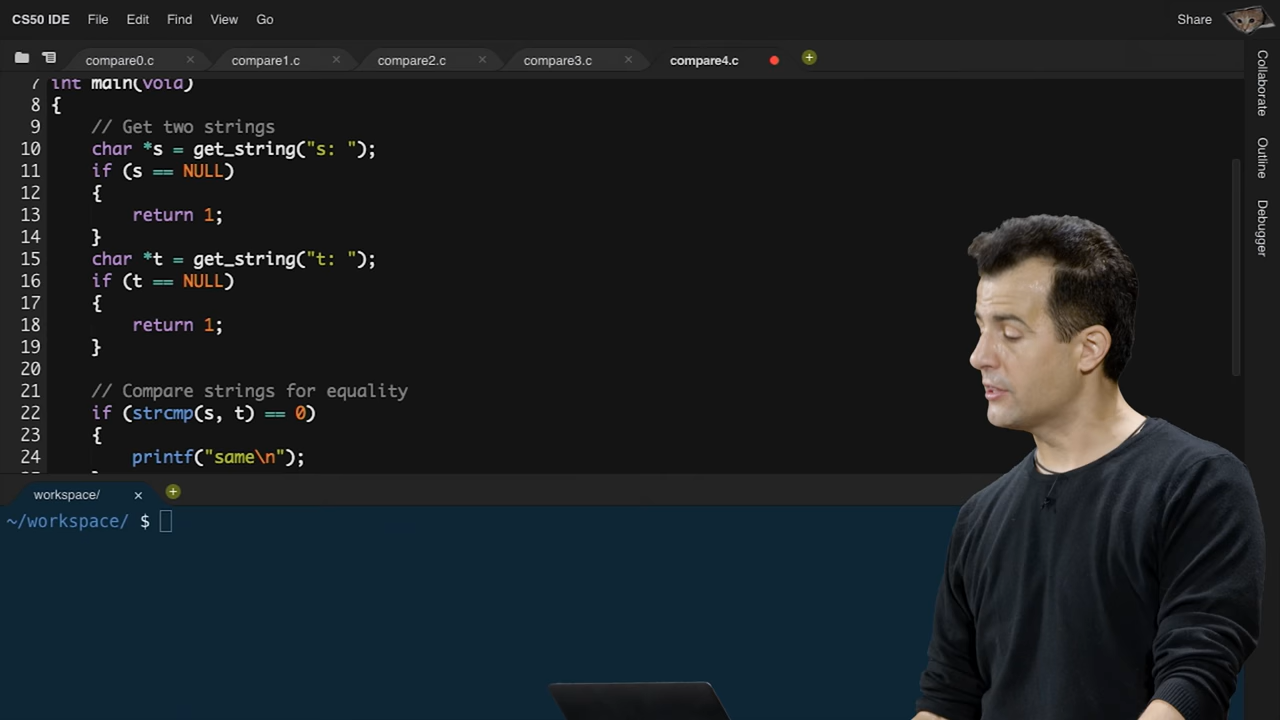 CS50 IDE File Edit Find View Go Share
compare0.c compare1.c compare2.c compare3.c compare4.c
7 int main(void)
8 {
9 // Get two strings
10 char *s = get_string("s: ");
11 if (s == NULL)
12 {
13 return 1;
14 }
15 char *t = get_string("t: ");
16 if (t == NULL)
17 {
18 return 1;
19 }
20
21 // Compare strings for equality
22 if (strcmp(s, t) == 0)
23 {
24 printf("same\n");
workspace/
~/workspace/ $
Collaborate
Outline
Debugger